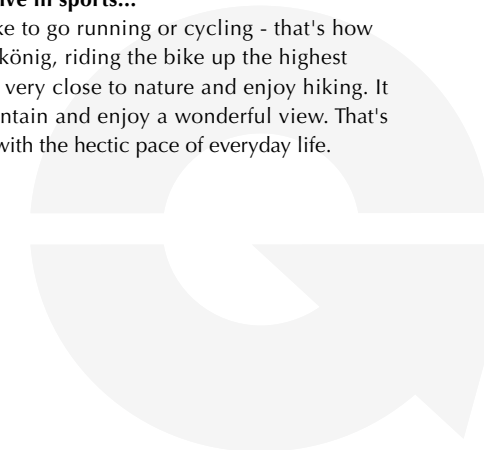 ive in sports...
ke to go running or cycling - that's how
könig, riding the bike up the highest
very close to nature and enjoy hiking. It
ntain and enjoy a wonderful view. That's
with the hectic pace of everyday life.